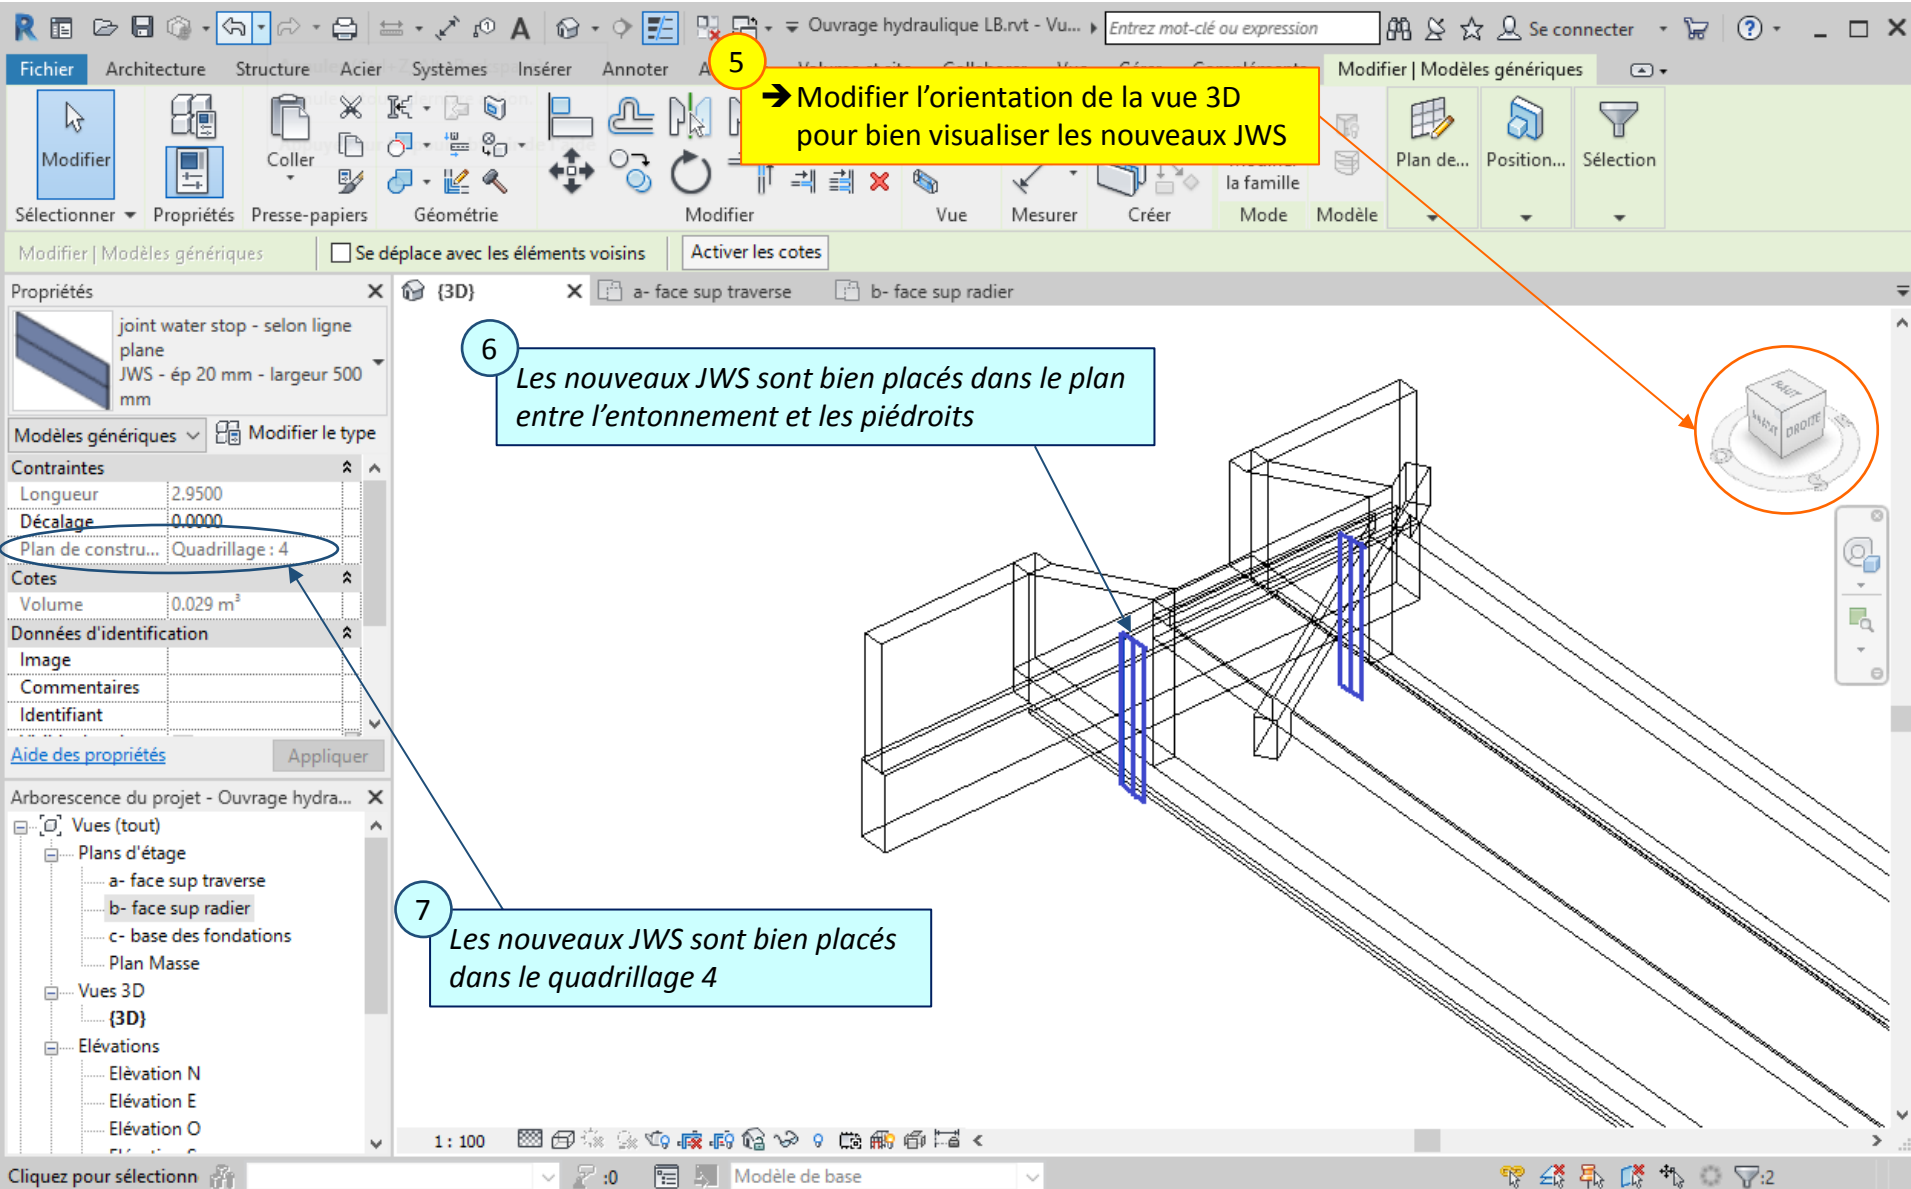 Ouvrage hydraulique LB.rvt - Vu...
Entrez mot-clé ou expression
Se connecter
Fichier Architecture Structure Acier Systèmes Insérer Annoter
Modifier | Modèles génériques
5
➔ Modifier l'orientation de la vue 3D
pour bien visualiser les nouveaux JWS
Modifier
Coller
la famille
Plan de... Position... Sélection
Sélectionner Propriétés Presse-papiers Géométrie Modifier Vue Mesurer Créer Mode Modèle
Modifier | Modèles génériques
Se déplace avec les éléments voisins
Activer les cotes
Propriétés
{3D}
a- face sup traverse
b- face sup radier
joint water stop - selon ligne
plane
JWS - ép 20 mm - largeur 500
mm
Modèles génériques
Modifier le type
Contraintes
Longueur 2.9500
Décalage 0.0000
Plan de constru... Quadrillage : 4
Cotes
Volume 0.029 m³
Données d'identification
Image
Commentaires
Identifiant
Aide des propriétés
Appliquer
6
Les nouveaux JWS sont bien placés dans le plan
entre l'entonnement et les piédroits
HAUT
DROITE
Arborescence du projet - Ouvrage hydra...
Vues (tout)
Plans d'étage
a- face sup traverse
b- face sup radier
c- base des fondations
Plan Masse
Vues 3D
{3D}
Elévations
Elèvation N
Elévation E
Elévation O
7
Les nouveaux JWS sont bien placés
dans le quadrillage 4
1 : 100
Cliquez pour sélectionn
:0
Modèle de base
:2